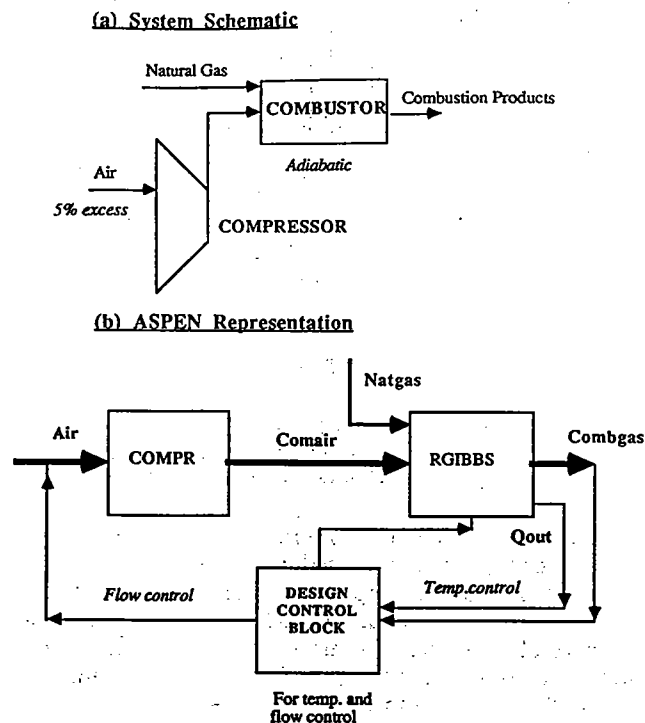 (a) System Schematic
Natural Gas
COMBUSTOR
Combustion Products
Adiabatic
Air
5% excess
COMPRESSOR
(b) ASPEN Representation
Natgas
Air
COMPR
Comair
RGIBBS
Combgas
Qout
Flow control
DESIGN
CONTROL
BLOCK
Temp.control
For temp. and
flow control